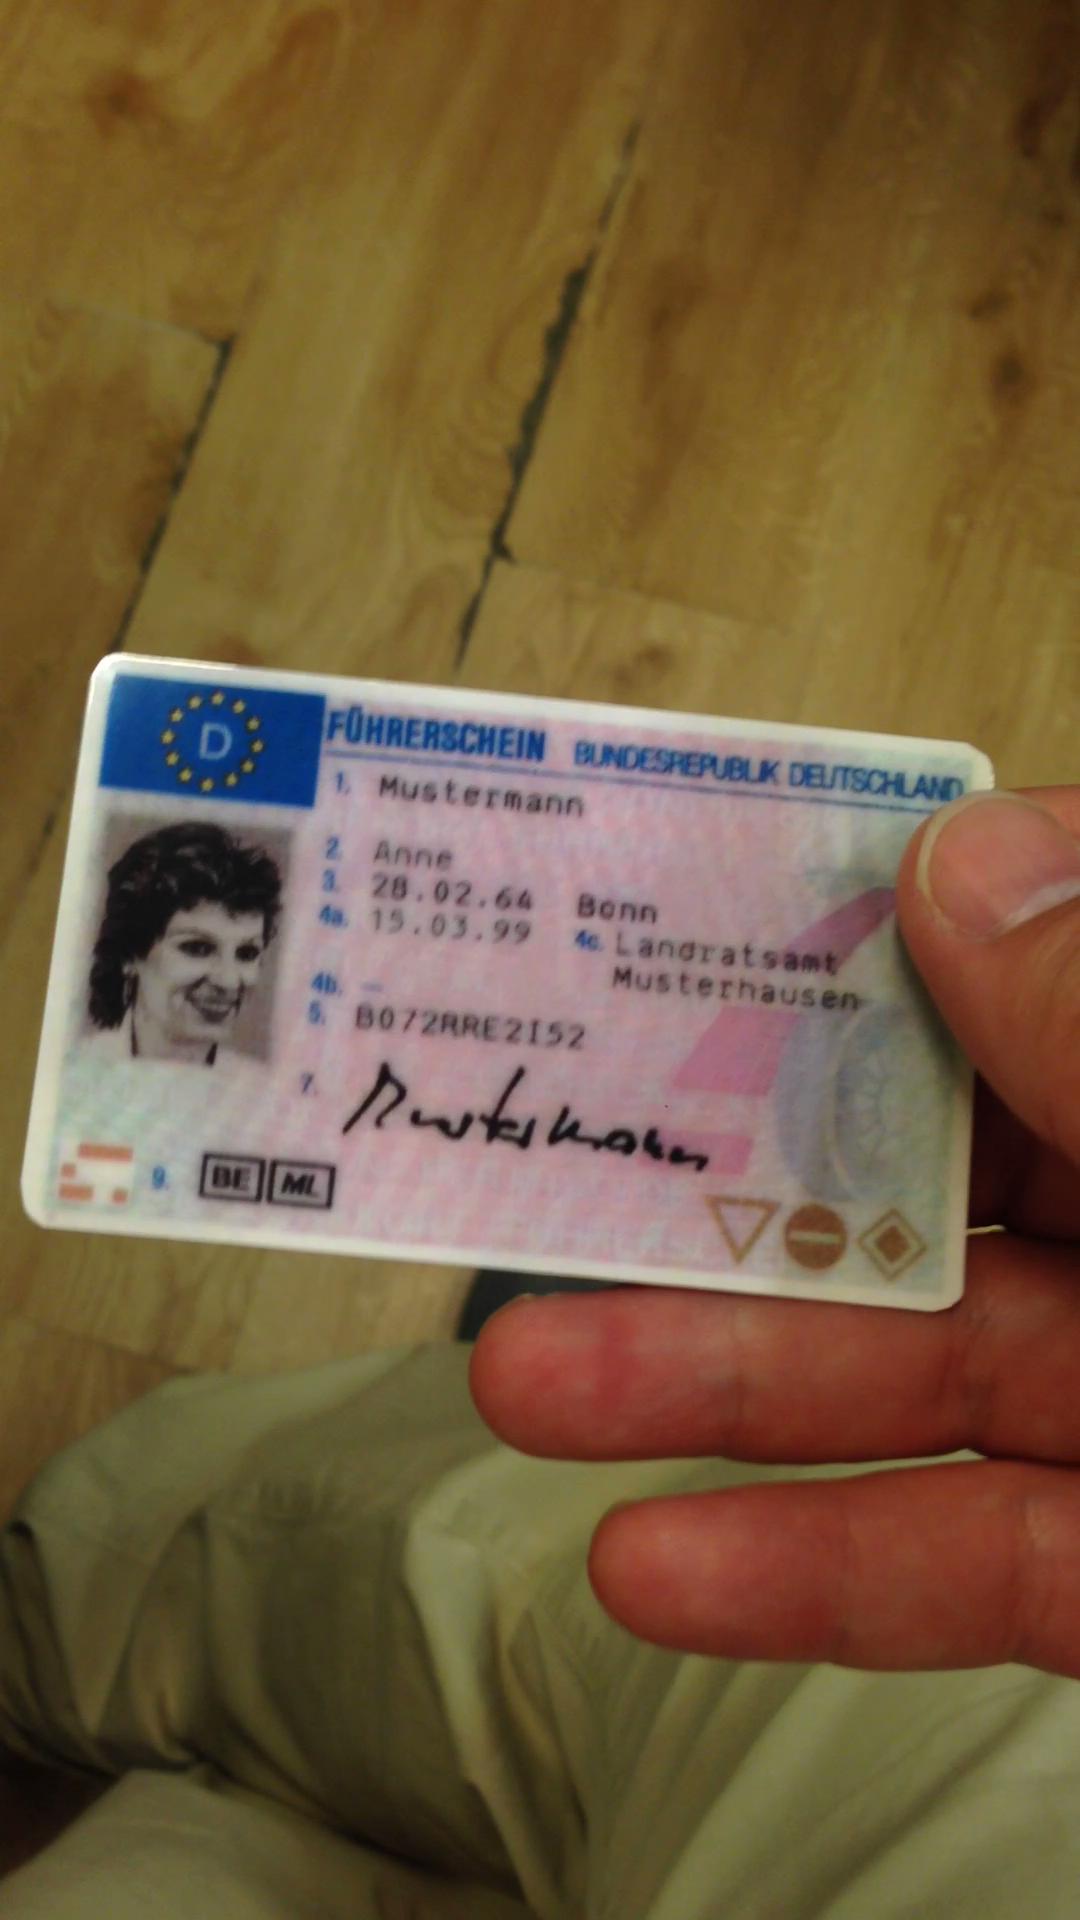 D
FÜHRERSCHEIN BUNDESREPUBLIK DEUTSCHLAND
1. Mustermann
2. Anne
3. 28.02.64 Bonn
4a. 15.03.99 4c. Landratsamt
Musterhausen
4b. –
5. B072RRE2I52
7. Mustermann
9. BE ML